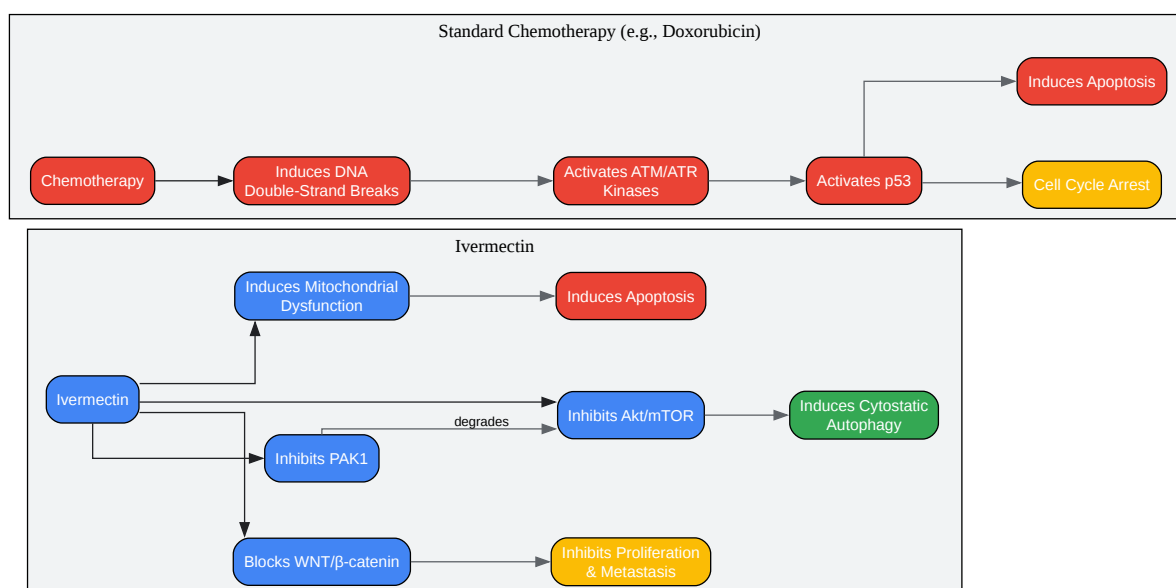 Standard Chemotherapy (e.g., Doxorubicin)
Induces Apoptosis
Chemotherapy
Induces DNA
Double-Strand Breaks
Activates ATM/ATR
Kinases
Activates p53
Cell Cycle Arrest
Ivermectin
Induces Mitochondrial
Dysfunction
Induces Apoptosis
Ivermectin
Inhibits Akt/mTOR
Induces Cytostatic
Autophagy
degrades
Inhibits PAK1
Blocks WNT/β-catenin
Inhibits Proliferation
& Metastasis